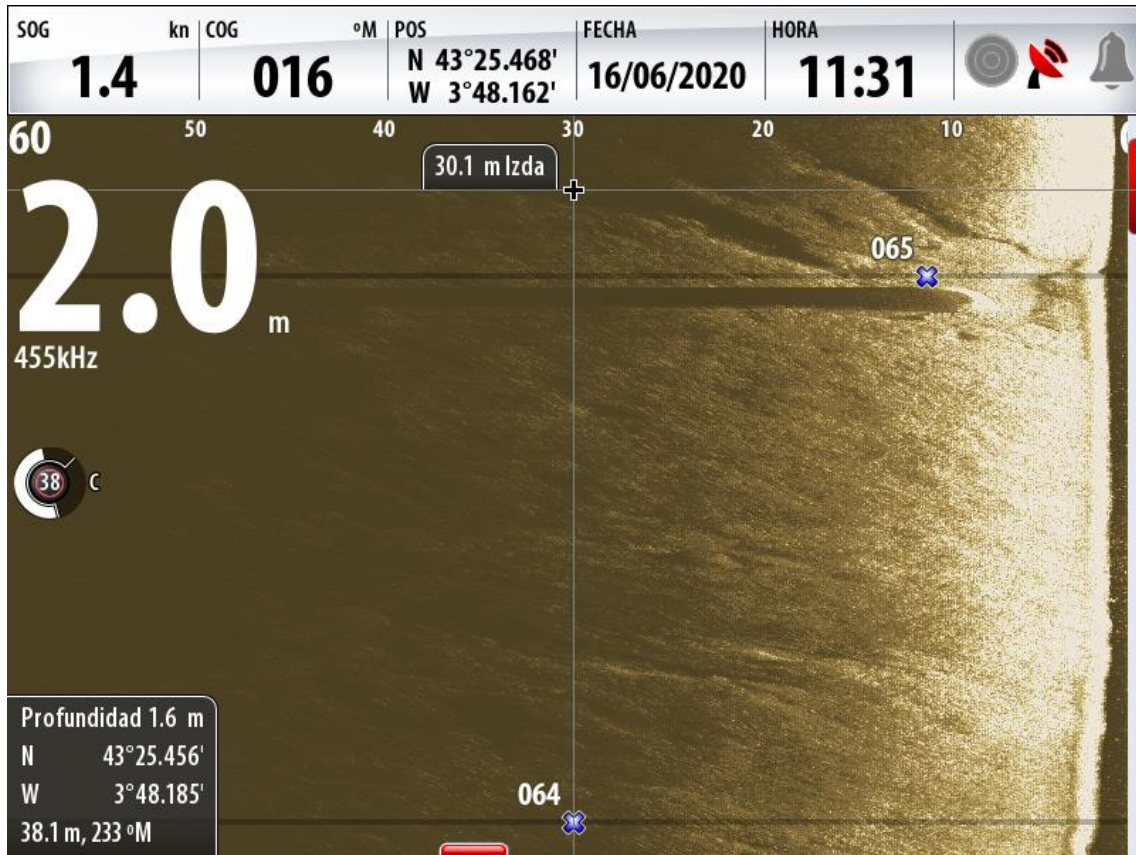 SOG kn COG ºM POS FECHA HORA
1.4 016 N 43°25.468' 16/06/2020 11:31
W 3°48.162'
60 50 40 30 20 10
30.1 m Izda
2.0 m
065
455kHz
38 C
Profundidad 1.6 m
N 43°25.456'
W 3°48.185'
38.1 m, 233 ºM
064